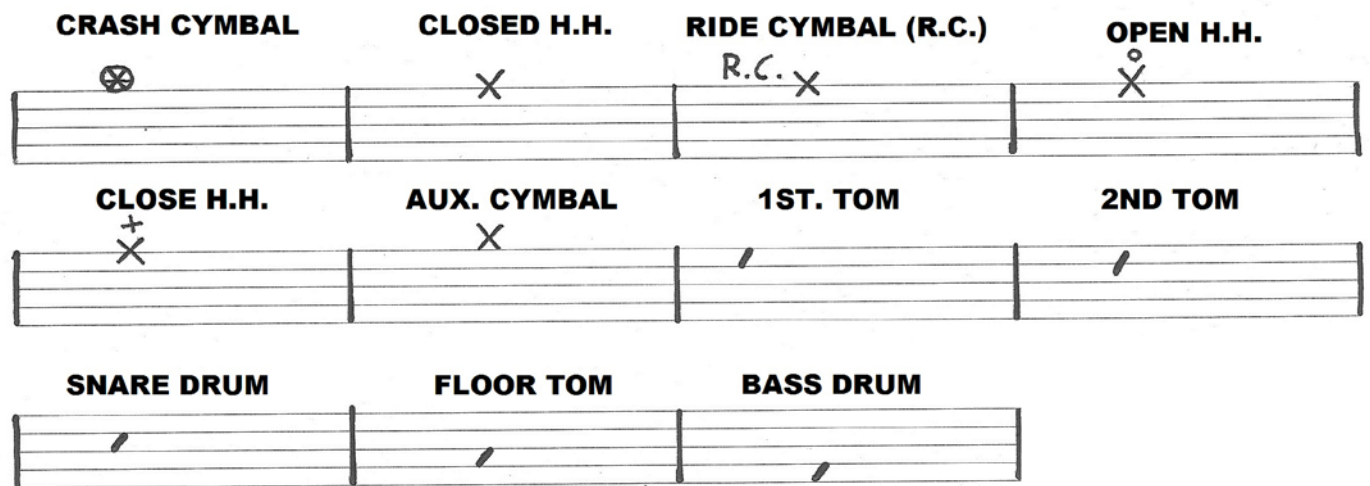 CRASH CYMBAL CLOSED H.H. RIDE CYMBAL (R.C.) OPEN H.H.
R.C.
CLOSE H.H. AUX. CYMBAL 1ST. TOM 2ND TOM
SNARE DRUM FLOOR TOM BASS DRUM